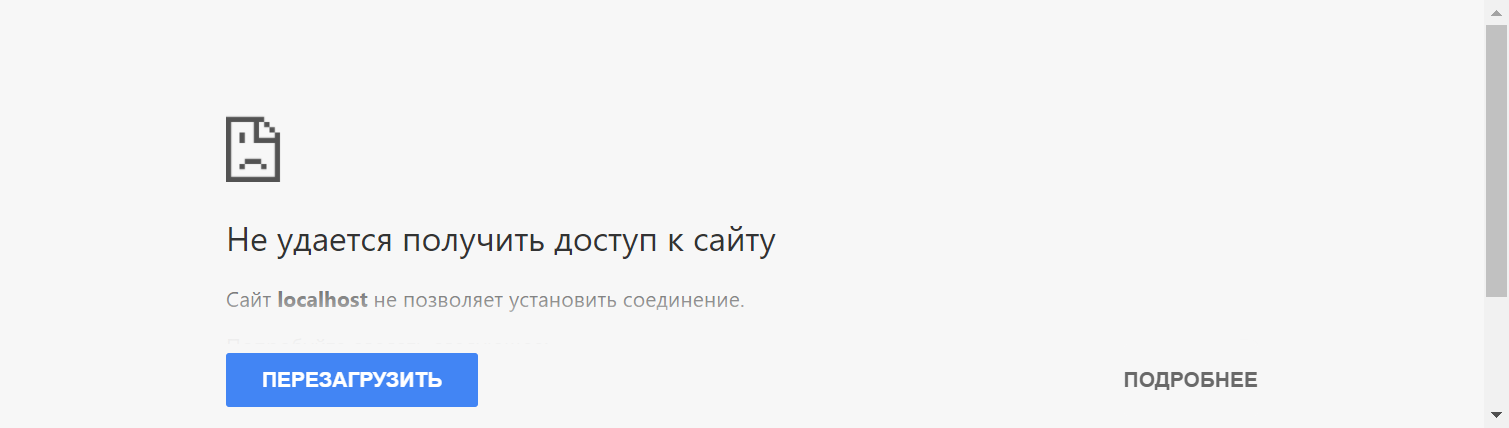 Не удается получить доступ к сайту
Сайт localhost не позволяет установить соединение.
ПЕРЕЗАГРУЗИТЬ
ПОДРОБНЕЕ